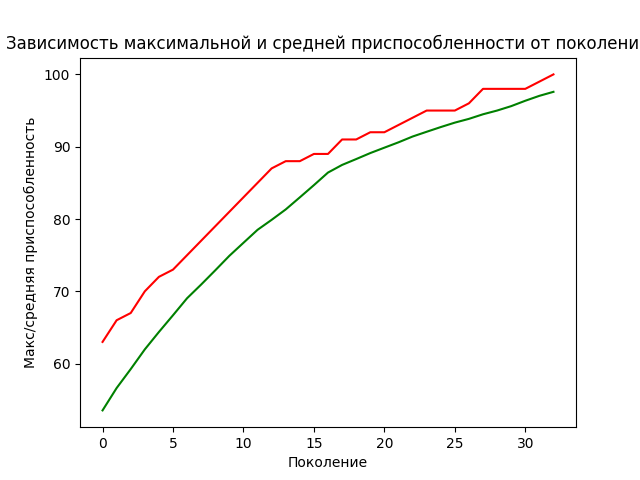 Зависимость максимальной и средней приспособленности от поколени
100
90
80
70
60
Макс/средняя приспособленность
0 5 10 15 20 25 30
Поколение